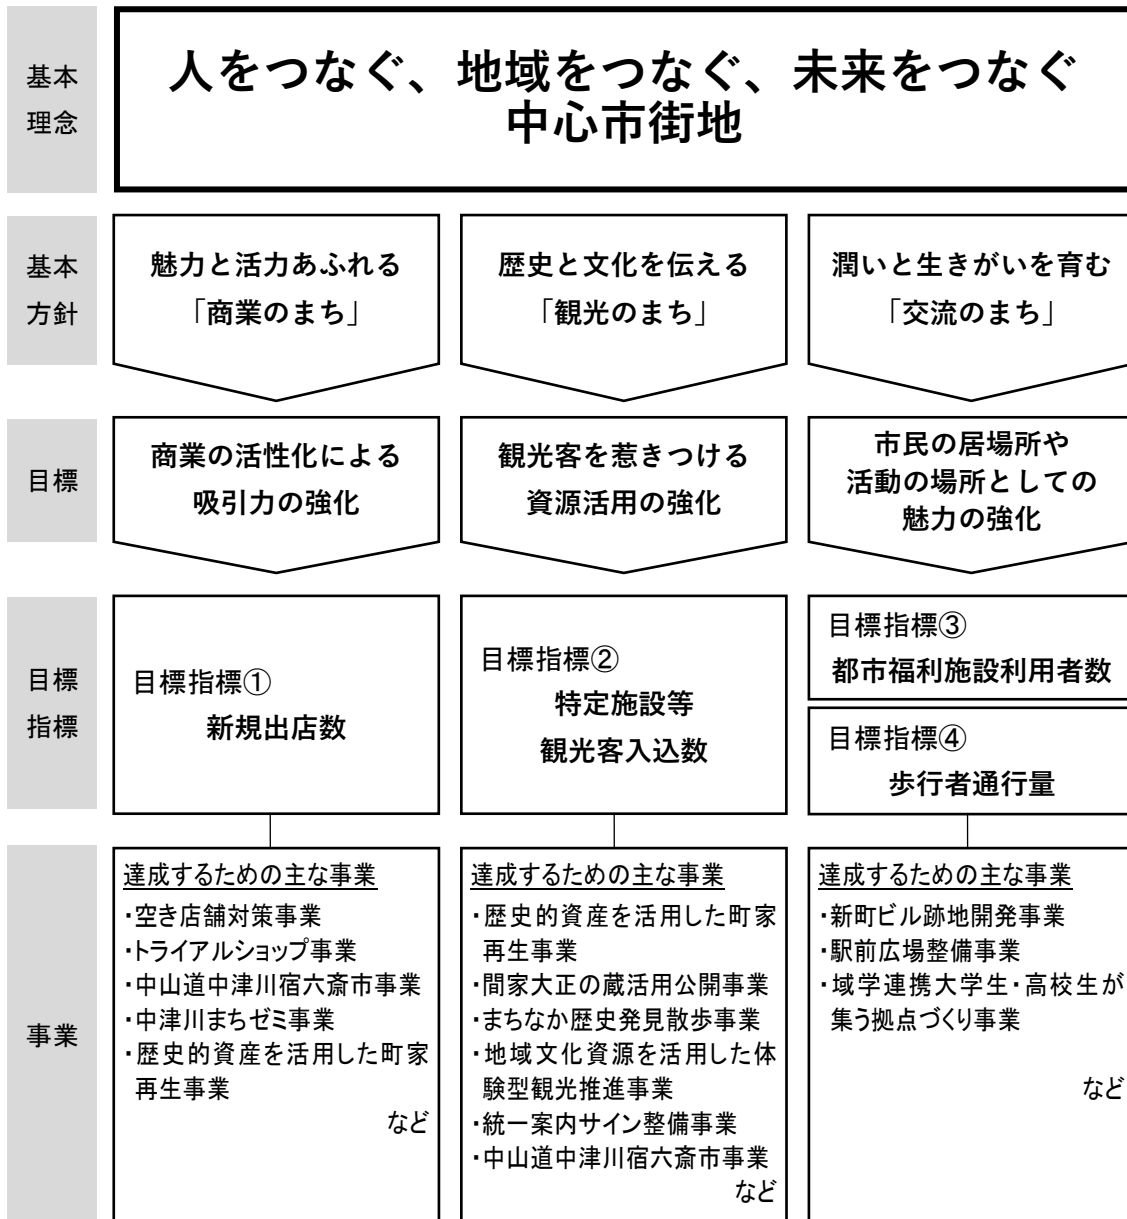 基本
理念
人をつなぐ、地域をつなぐ、未来をつなぐ
中心市街地
基本
方針
魅力と活力あふれる
「商業のまち」
歴史と文化を伝える
「観光のまち」
潤いと生きがいを育む
「交流のまち」
目標
商業の活性化による
吸引力の強化
観光客を惹きつける
資源活用の強化
市民の居場所や
活動の場所としての
魅力の強化
目標
指標
目標指標①
新規出店数
目標指標②
特定施設等
観光客入込数
目標指標③
都市福利施設利用者数
目標指標④
歩行者通行量
事業
達成するための主な事業
・空き店舗対策事業
・トライアルショップ事業
・中山道中津川宿六斎市事業
・中津川まちゼミ事業
・歴史的資産を活用した町家
再生事業
など
達成するための主な事業
・歴史的資産を活用した町家
再生事業
・間家大正の蔵活用公開事業
・まちなか歴史発見散歩事業
・地域文化資源を活用した体
験型観光推進事業
・統一案内サイン整備事業
・中山道中津川宿六斎市事業
など
達成するための主な事業
・新町ビル跡地開発事業
・駅前広場整備事業
・域学連携大学生・高校生が
集う拠点づくり事業
など